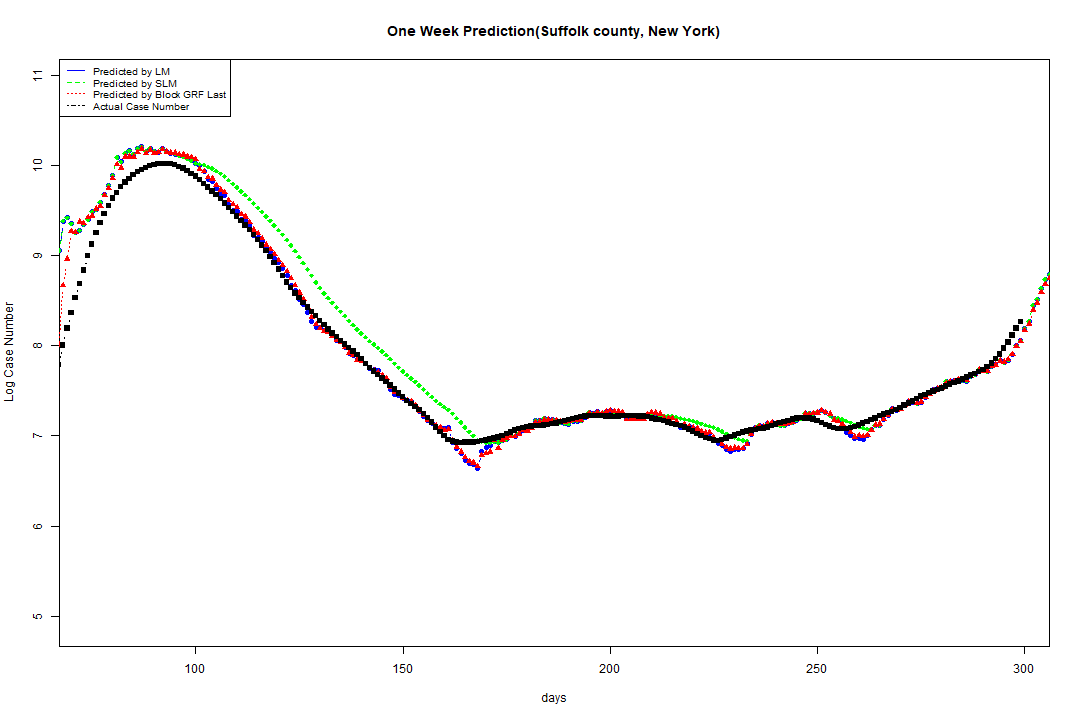 One Week Prediction(Suffolk county, New York)
Predicted by LM
Predicted by SLM
Predicted by Block GRF Last
Actual Case Number
Log Case Number
11
10
9
8
7
6
5
100 150 200 250 300
days